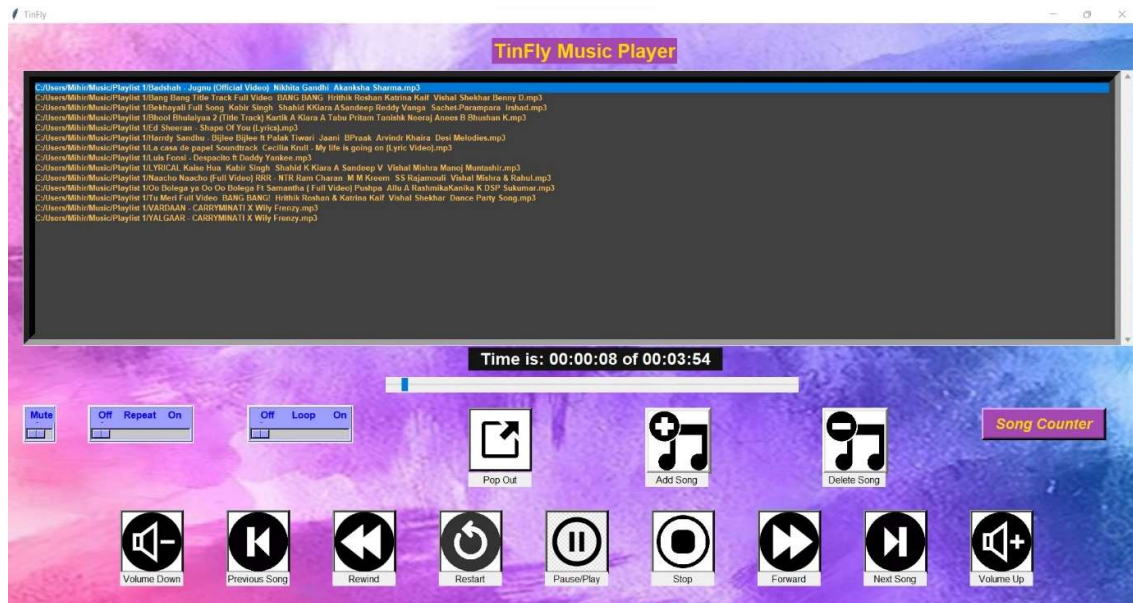 TinFly
TinFly Music Player
C:/Users/Mihir/Music/Playlist 1/Badshah - Jugnu (Official Video)  Nikhita Gandhi  Akanksha Sharma.mp3
C:/Users/Mihir/Music/Playlist 1/Bang Bang Title Track Full Video  BANG BANG  Hrithik Roshan Katrina Kaif  Vishal Shekhar Benny D.mp3
C:/Users/Mihir/Music/Playlist 1/Bekhayali Full Song  Kabir Singh  Shahid KKiara ASandeep Reddy Vanga  Sachet-Parampara  Irshad.mp3
C:/Users/Mihir/Music/Playlist 1/Bhool Bhulaiyaa 2 (Title Track) Kartik A Kiara A Tabu Pritam Tanishk Neeraj Anees B Bhushan K.mp3
C:/Users/Mihir/Music/Playlist 1/Ed Sheeran - Shape Of You (Lyrics).mp3
C:/Users/Mihir/Music/Playlist 1/Harrdy Sandhu - Bijlee Bijlee ft Palak Tiwari  Jaani  BPraak  Arvindr Khaira  Desi Melodies.mp3
C:/Users/Mihir/Music/Playlist 1/La casa de papel Soundtrack  Cecilia Krull - My life is going on (Lyric Video).mp3
C:/Users/Mihir/Music/Playlist 1/Luis Fonsi - Despacito ft Daddy Yankee.mp3
C:/Users/Mihir/Music/Playlist 1/LYRICAL Kaise Hua  Kabir Singh  Shahid K Kiara A Sandeep V  Vishal Mishra Manoj Muntashir.mp3
C:/Users/Mihir/Music/Playlist 1/Naacho Naacho (Full Video) RRR - NTR Ram Charan  M M Kreem  SS Rajamouli  Vishal Mishra & Rahul.mp3
C:/Users/Mihir/Music/Playlist 1/Oo Bolega ya Oo Oo Bolega Ft Samantha ( Full Video) Pushpa  Allu A RashmikaKanika K DSP Sukumar.mp3
C:/Users/Mihir/Music/Playlist 1/Tu Meri Full Video  BANG BANG!  Hrithik Roshan & Katrina Kaif  Vishal Shekhar  Dance Party Song.mp3
C:/Users/Mihir/Music/Playlist 1/VARDAAN - CARRYMINATI X Wily Frenzy.mp3
C:/Users/Mihir/Music/Playlist 1/YALGAAR - CARRYMINATI X Wily Frenzy.mp3
Time is: 00:00:08 of 00:03:54
Mute
Off Repeat On
Off Loop On
Song Counter
Pop Out
Add Song
Delete Song
Volume Down
Previous Song
Rewind
Restart
Pause/Play
Stop
Forward
Next Song
Volume Up